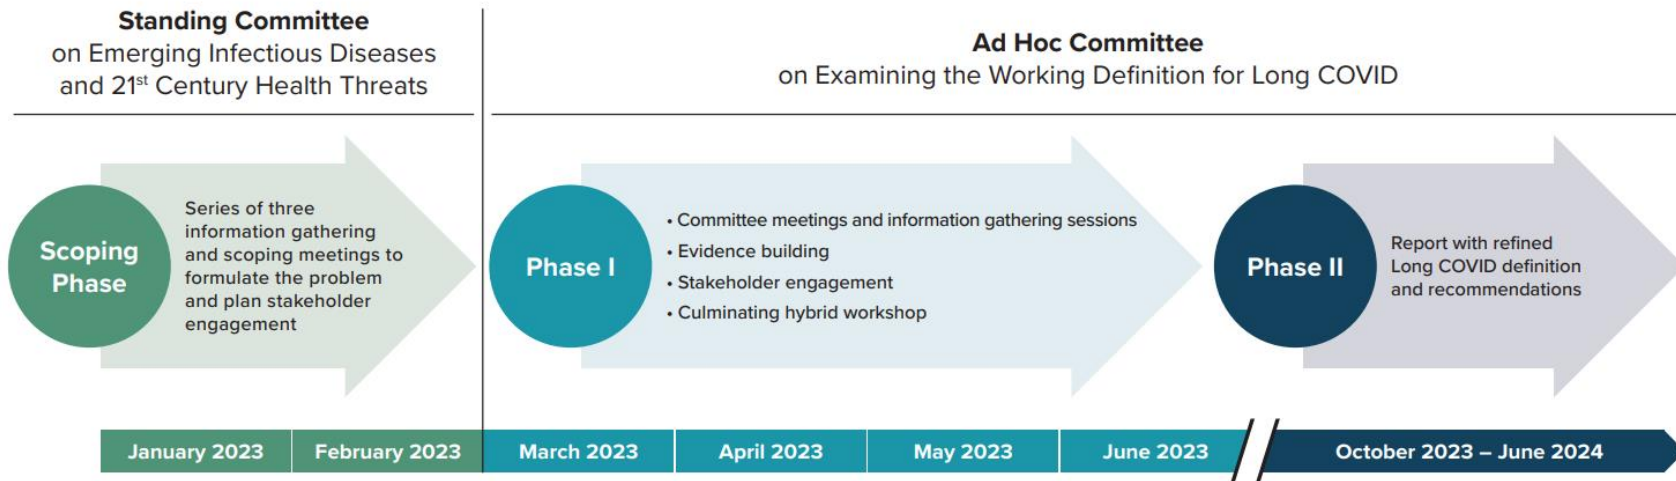 Standing Committee
on Emerging Infectious Diseases
and 21st Century Health Threats
Ad Hoc Committee
on Examining the Working Definition for Long COVID
Scoping
Phase
Series of three
information gathering
and scoping meetings to
formulate the problem
and plan stakeholder
engagement
Phase I
• Committee meetings and information gathering sessions
• Evidence building
• Stakeholder engagement
• Culminating hybrid workshop
Phase II
Report with refined
Long COVID definition
and recommendations
January 2023
February 2023
March 2023
April 2023
May 2023
June 2023
October 2023 – June 2024